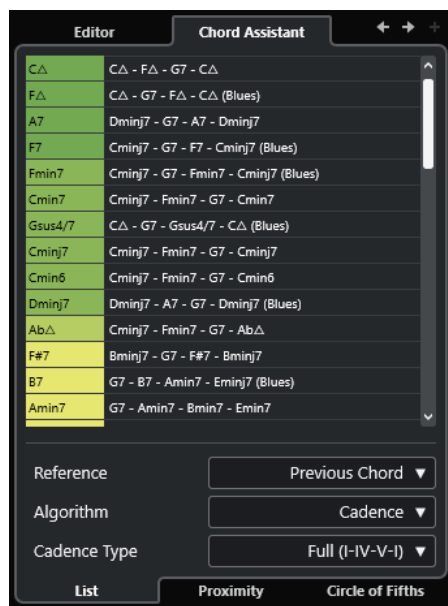 Editor Chord Assistant
C△ C△ - F△ - G7 - C△
F△ C△ - G7 - F△ - C△ (Blues)
A7 Dminj7 - G7 - A7 - Dminj7
F7 Cminj7 - G7 - F7 - Cminj7 (Blues)
Fmin7 Cminj7 - G7 - Fmin7 - Cminj7 (Blues)
Cmin7 Cminj7 - Fmin7 - G7 - Cmin7
Gsus4/7 C△ - G7 - Gsus4/7 - C△ (Blues)
Cminj7 Cminj7 - Fmin7 - G7 - Cminj7
Cmin6 Cminj7 - Fmin7 - G7 - Cmin6
Dminj7 Dminj7 - A7 - G7 - Dminj7 (Blues)
Ab△ Cminj7 - Fmin7 - G7 - Ab△
F#7 Bminj7 - G7 - F#7 - Bminj7
B7 G7 - B7 - Amin7 - Eminj7 (Blues)
Amin7 G7 - Amin7 - Bmin7 - Emin7
Reference Previous Chord
Algorithm Cadence
Cadence Type Full (I-IV-V-I)
List Proximity Circle of Fifths